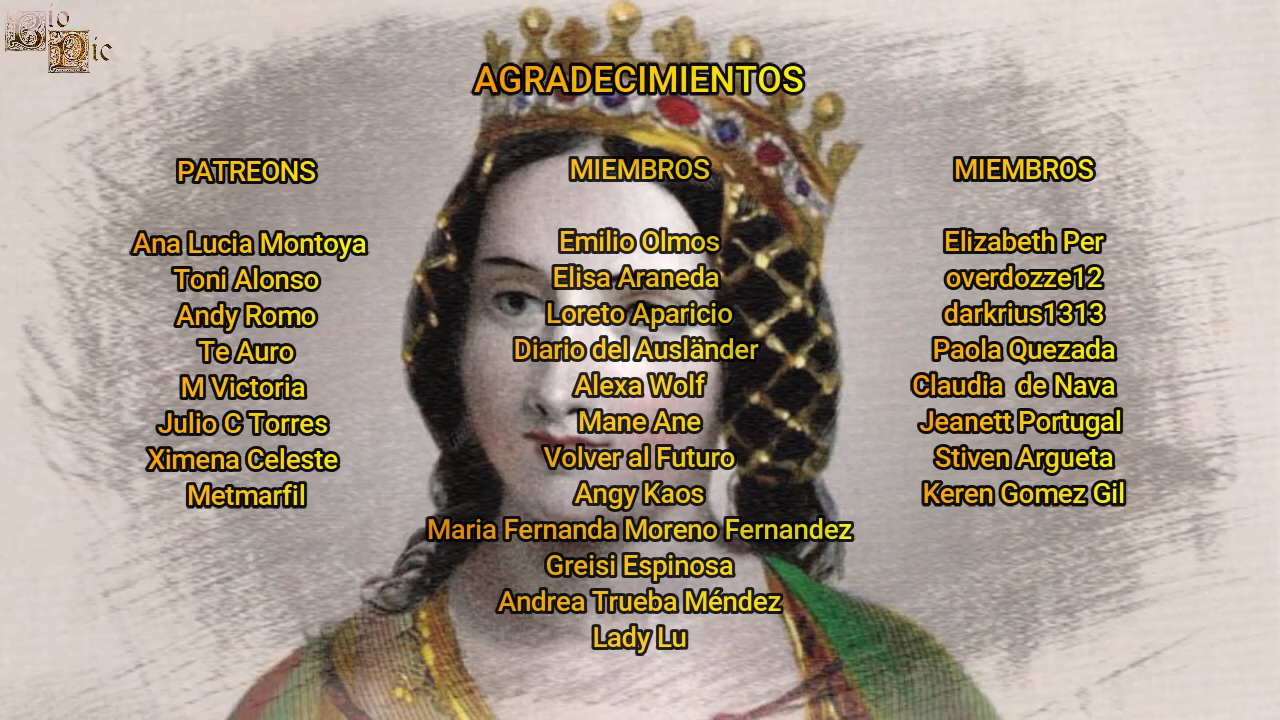 Bio
Nic
AGRADECIMIENTOS
PATREONS
Ana Lucia Montoya
Toni Alonso
Andy Romo
Te Auro
M Victoria
Julio C Torres
Ximena Celeste
Metmarfil
MIEMBROS
Emilio Olmos
Elisa Araneda
Loreto Aparicio
Diario del Ausländer
Alexa Wolf
Mane Ane
Volver al Futuro
Angy Kaos
Maria Fernanda Moreno Fernandez
Greisi Espinosa
Andrea Trueba Méndez
Lady Lu
MIEMBROS
Elizabeth Per
overdozze12
darkrius1313
Paola Quezada
Claudia  de Nava
Jeanett Portugal
Stiven Argueta
Keren Gomez Gil